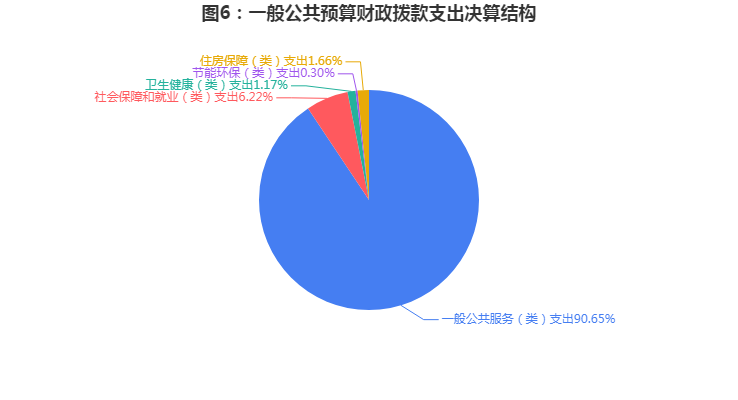 图6：一般公共预算财政拨款支出决算结构
住房保障（类）支出1.66%
节能环保（类）支出0.30%
卫生健康（类）支出1.17%
社会保障和就业（类）支出6.22%
一般公共服务（类）支出90.65%